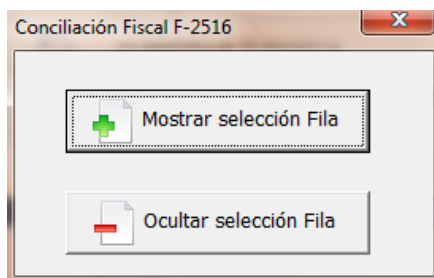 Conciliación Fiscal F-2516
Mostrar selección Fila
Ocultar selección Fila